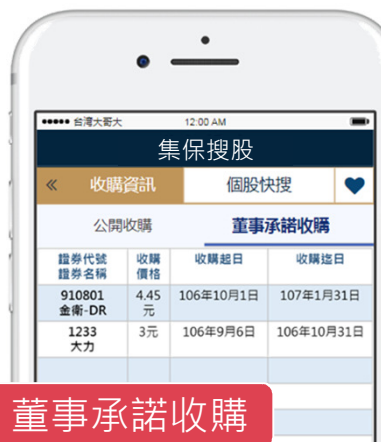 ●●●●● 台灣大哥大 12:00 AM
集保搜股
« 收購資訊 個股快搜
公開收購 董事承諾收購
證券代號 收購 收購起日 收購迄日
證券名稱 價格
910801 4.45 106年10月1日 107年1月31日
金衛-DR 元
1233 3元 106年9月6日 106年10月31日
大力
董事承諾收購